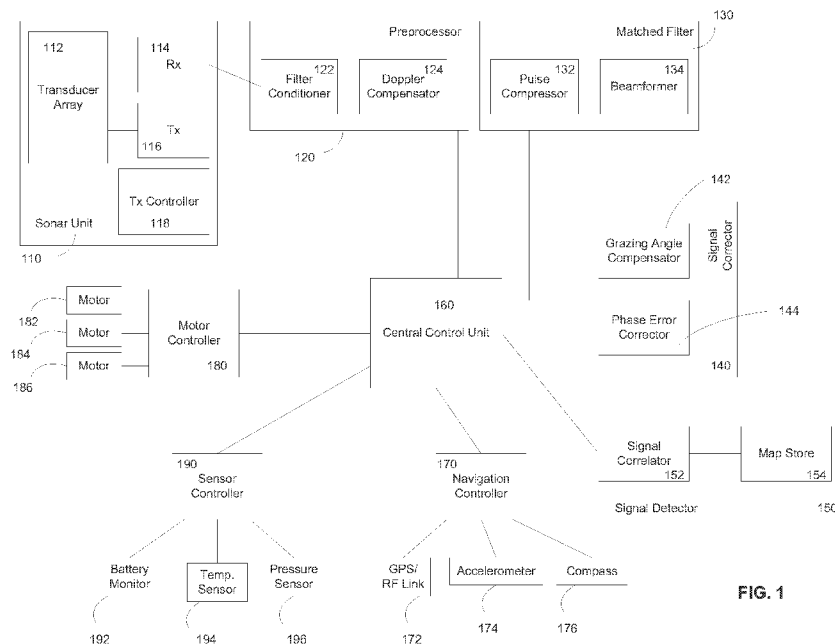 112
Transducer
Array
114
Rx
Tx
116
Tx Controller
118
Sonar Unit
110
Preprocessor
Filter
Conditioner
122
Doppler
Compensator
124
120
Matched Filter
130
Pulse
Compressor
132
Beamformer
134
142
Grazing Angle
Compensator
Signal
Corrector
Phase Error
Corrector
144
140
160
Central Control Unit
Motor
182
Motor
184
Motor
186
Motor
Controller
180
190
Sensor
Controller
170
Navigation
Controller
Signal
Correlator
152
Map Store
154
Signal Detector
150
Battery
Monitor
192
Temp.
Sensor
194
Pressure
Sensor
196
GPS/
RF Link
172
Accelerometer
174
Compass
176
FIG. 1